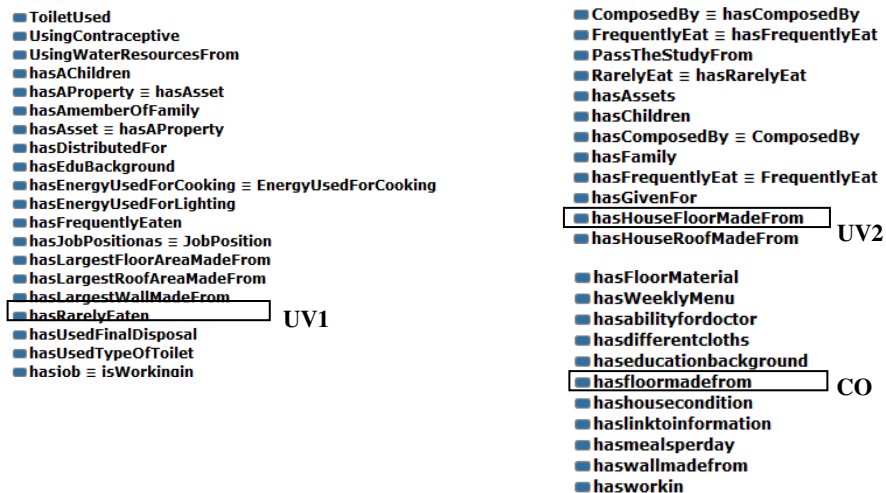 ToiletUsed
UsingContraceptive
UsingWaterResourcesFrom
hasAChildren
hasAProperty ≡ hasAsset
hasAmemberOfFamily
hasAsset ≡ hasAProperty
hasDistributedFor
hasEduBackground
hasEnergyUsedForCooking ≡ EnergyUsedForCooking
hasEnergyUsedForLighting
hasFrequentlyEaten
hasJobPositionas ≡ JobPosition
hasLargestFloorAreaMadeFrom
hasLargestRoofAreaMadeFrom
hasLargestWallMadeFrom
hasRarelyEaten
UV1
hasUsedFinalDisposal
hasUsedTypeOfToilet
hasjob ≡ isWorkingin
ComposedBy ≡ hasComposedBy
FrequentlyEat ≡ hasFrequentlyEat
PassTheStudyFrom
RarelyEat ≡ hasRarelyEat
hasAssets
hasChildren
hasComposedBy ≡ ComposedBy
hasFamily
hasFrequentlyEat ≡ FrequentlyEat
hasGivenFor
hasHouseFloorMadeFrom
UV2
hasHouseRoofMadeFrom
hasFloorMaterial
hasWeeklyMenu
hasabilityfordoctor
hasdifferentcloths
haseducationbackground
hasfloormadefrom
CO
hashousecondition
haslinktoinformation
hasmealsperday
haswallmadefrom
hasworkin